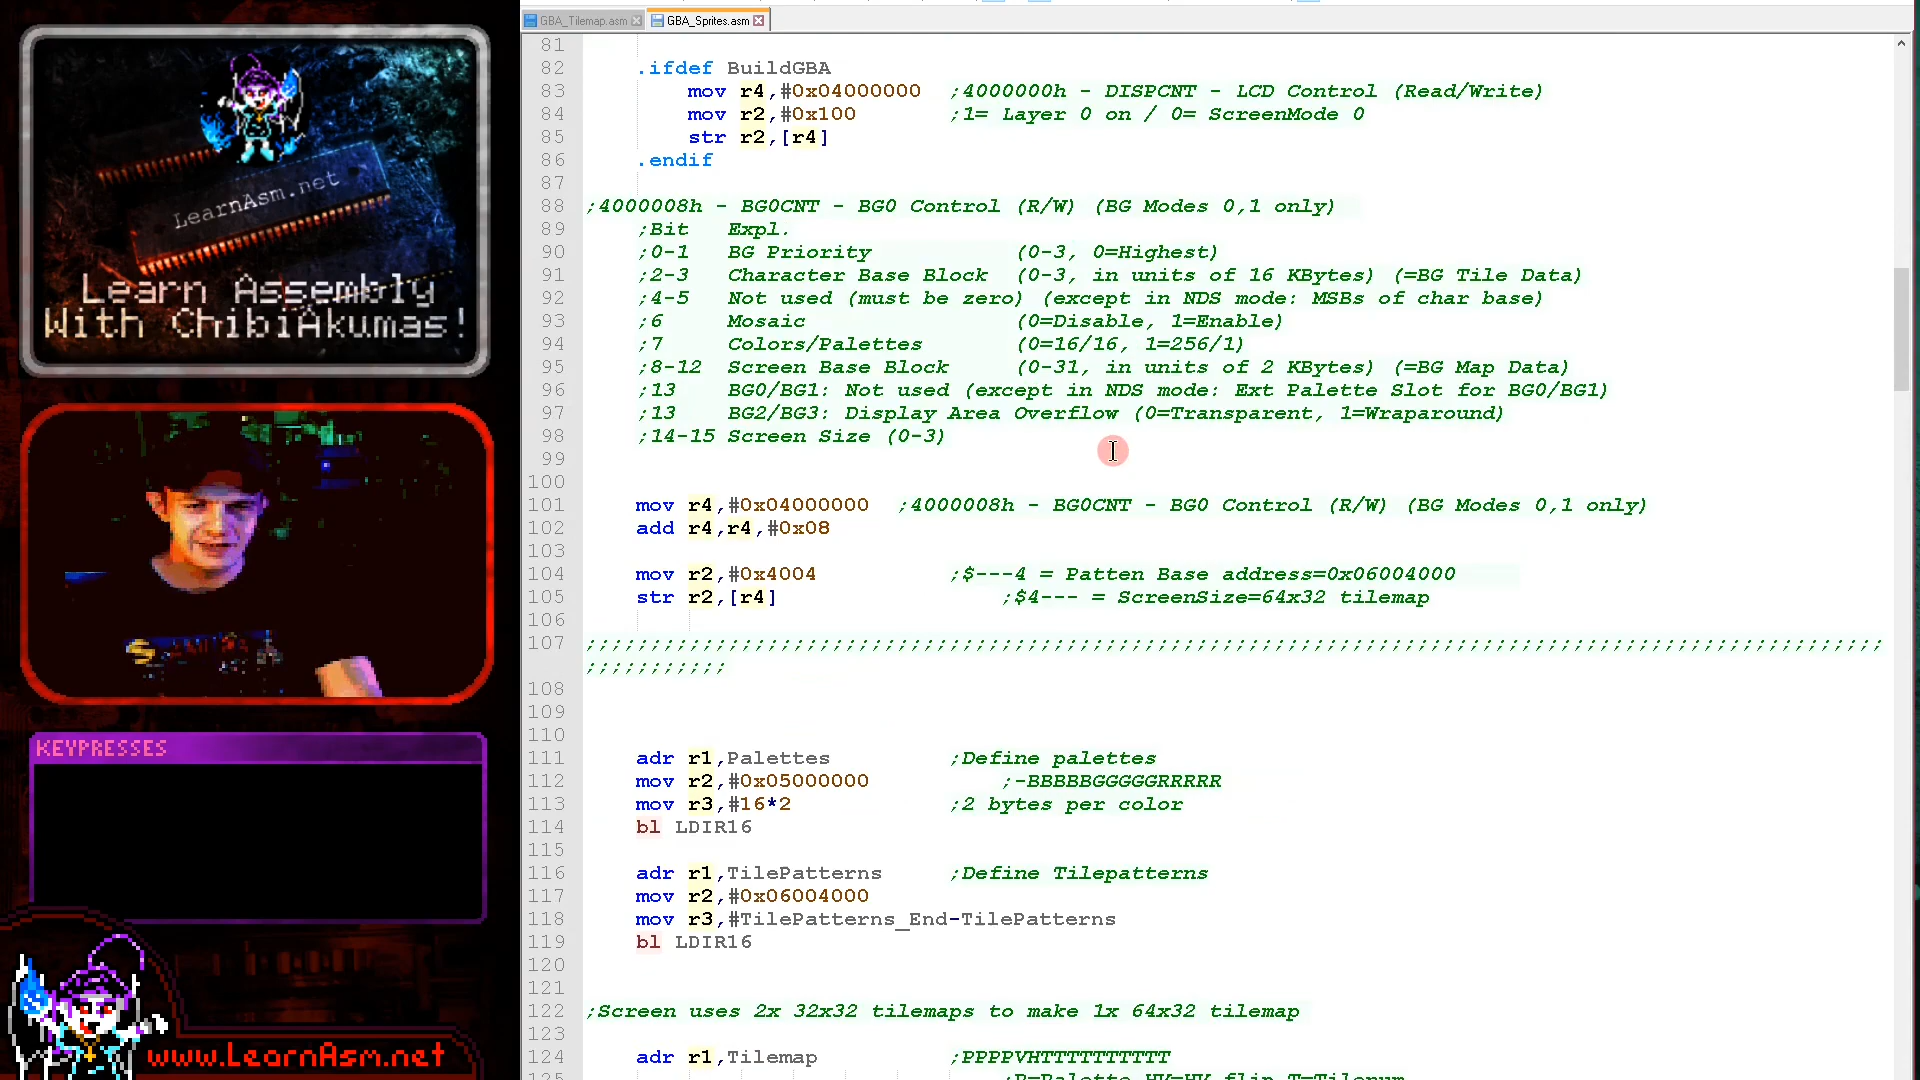 GBA_Tilemap.asm
GBA_Sprites.asm
81
82 .ifdef BuildGBA
83 mov r4,#0x04000000 ;4000000h - DISPCNT - LCD Control (Read/Write)
84 mov r2,#0x100 ;1= Layer 0 on / 0= ScreenMode 0
85 str r2,[r4]
86 .endif
87
88 ;4000008h - BG0CNT - BG0 Control (R/W) (BG Modes 0,1 only)
89 ;Bit Expl.
90 ;0-1 BG Priority (0-3, 0=Highest)
91 ;2-3 Character Base Block (0-3, in units of 16 KBytes) (=BG Tile Data)
92 ;4-5 Not used (must be zero) (except in NDS mode: MSBs of char base)
93 ;6 Mosaic (0=Disable, 1=Enable)
94 ;7 Colors/Palettes (0=16/16, 1=256/1)
95 ;8-12 Screen Base Block (0-31, in units of 2 KBytes) (=BG Map Data)
96 ;13 BG0/BG1: Not used (except in NDS mode: Ext Palette Slot for BG0/BG1)
97 ;13 BG2/BG3: Display Area Overflow (0=Transparent, 1=Wraparound)
98 ;14-15 Screen Size (0-3)
99
100
101 mov r4,#0x04000000 ;4000008h - BG0CNT - BG0 Control (R/W) (BG Modes 0,1 only)
102 add r4,r4,#0x08
103
104 mov r2,#0x4004 ;$---4 = Patten Base address=0x06004000
105 str r2,[r4] ;$4--- = ScreenSize=64x32 tilemap
106
107 ;;;;;;;;;;;;;;;;;;;;;;;;;;;;;;;;;;;;;;;;;;;;;;;;;;;;;;;;;;;;;;;;;;;;;;;;;;;;;;;;;;;;;;;;;;;;;;;;;;;;
;;;;;;;;;;;
108
109
110
111 adr r1,Palettes ;Define palettes
112 mov r2,#0x05000000 ;-BBBBBGGGGGRRRRR
113 mov r3,#16*2 ;2 bytes per color
114 bl LDIR16
115
116 adr r1,TilePatterns ;Define Tilepatterns
117 mov r2,#0x06004000
118 mov r3,#TilePatterns_End-TilePatterns
119 bl LDIR16
120
121
122 ;Screen uses 2x 32x32 tilemaps to make 1x 64x32 tilemap
123
124 adr r1,Tilemap ;PPPPVHTTTTTTTTTT
125 ;P=Palette HV=HV flip T=Tilenum
LearnAsm.net
Learn Assembly
With ChibiAkumas!
KEYPRESSES
www.LearnAsm.net